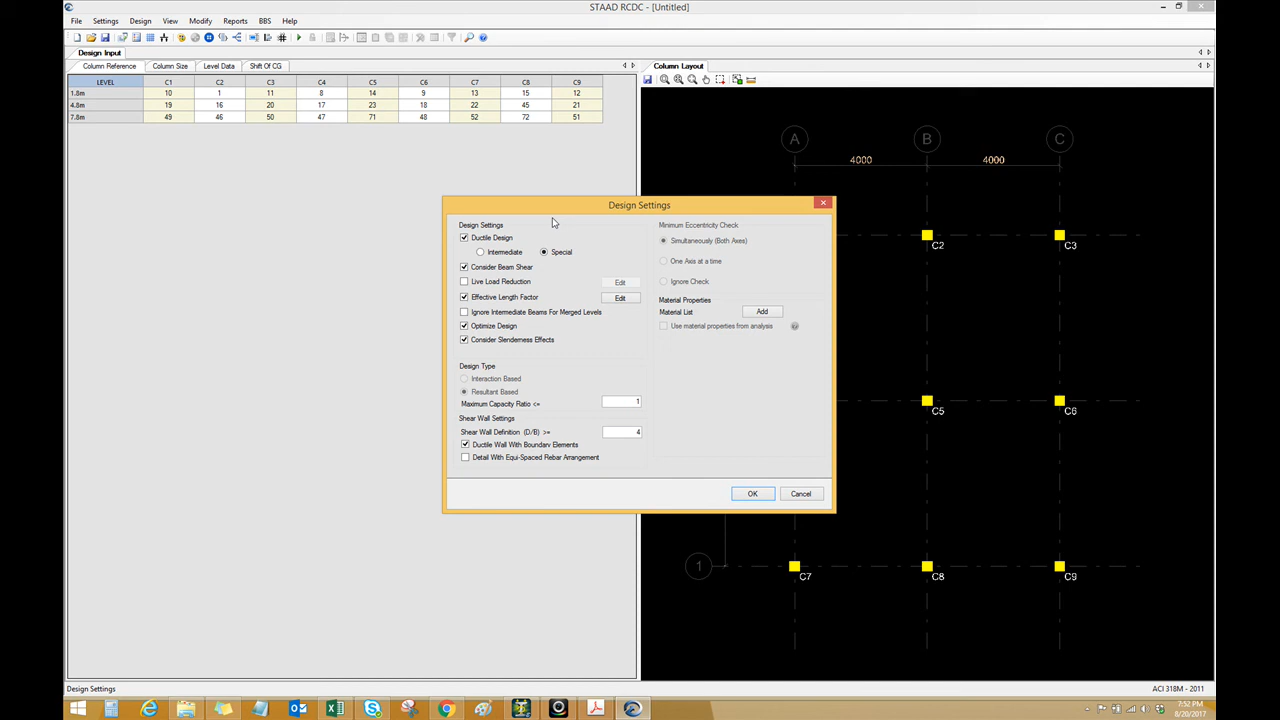 STAAD RCDC - [Untitled]
File Settings Design View Modify Reports BBS Help
Design Input
Column Reference Column Size Level Data Shift Of CG
LEVEL C1 C2 C3 C4 C5 C6 C7 C8 C9
1.8m 10 1 11 8 14 9 13 15 12
4.8m 19 16 20 17 23 18 22 45 21
7.8m 49 46 50 47 71 48 52 72 51
Column Layout
A B C
4000 4000
C2 C3
C5 C6
1 C7 C8 C9
Design Settings
Design Settings
Ductile Design
Intermediate Special
Consider Beam Shear
Live Load Reduction Edit
Effective Length Factor Edit
Ignore Intermediate Beams For Merged Levels
Optimize Design
Consider Slenderness Effects
Design Type
Interaction Based
Resultant Based
Maximum Capacity Ratio <= 1
Shear Wall Settings
Shear Wall Definition (D/B) >= 4
Ductile Wall With Boundary Elements
Detail With Equi-Spaced Rebar Arrangement
Minimum Eccentricity Check
Simultaneously (Both Axes)
One Axis at a time
Ignore Check
Material Properties
Material List Add
Use material properties from analysis
OK Cancel
Design Settings ACI 318M - 2011
7:52 PM
8/20/2017